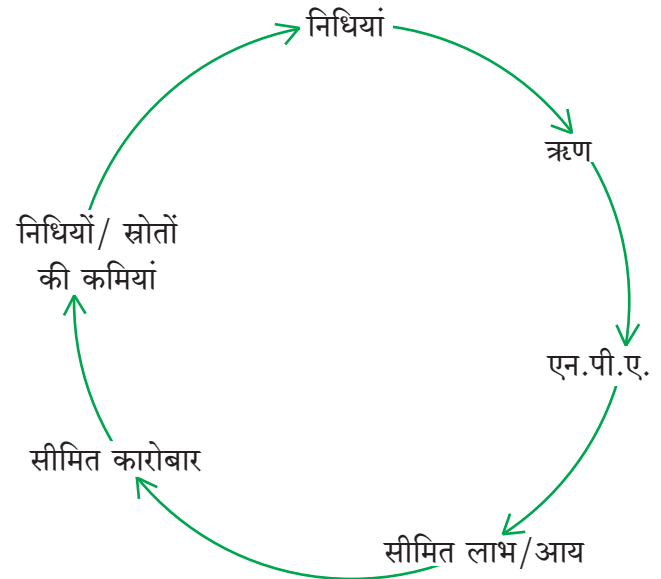 निधियां
ऋण
एन.पी.ए.
सीमित लाभ/आय
सीमित कारोबार
निधियों/ स्रोतों
की कमियां